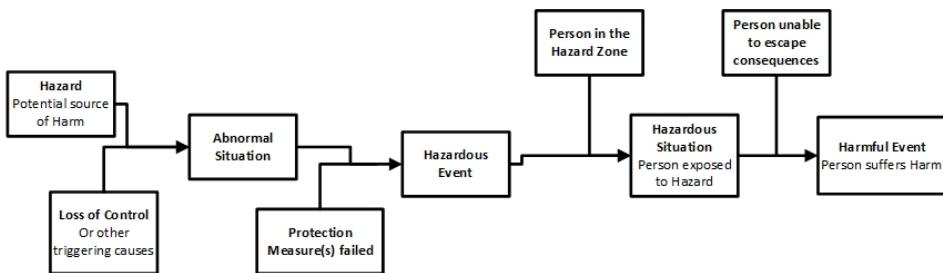 Hazard
Potential source
of Harm
Loss of Control
Or other
triggering causes
Abnormal
Situation
Protection
Measure(s) failed
Hazardous
Event
Person in the
Hazard Zone
Hazardous
Situation
Person exposed
to Hazard
Person unable
to escape
consequences
Harmful Event
Person suffers Harm